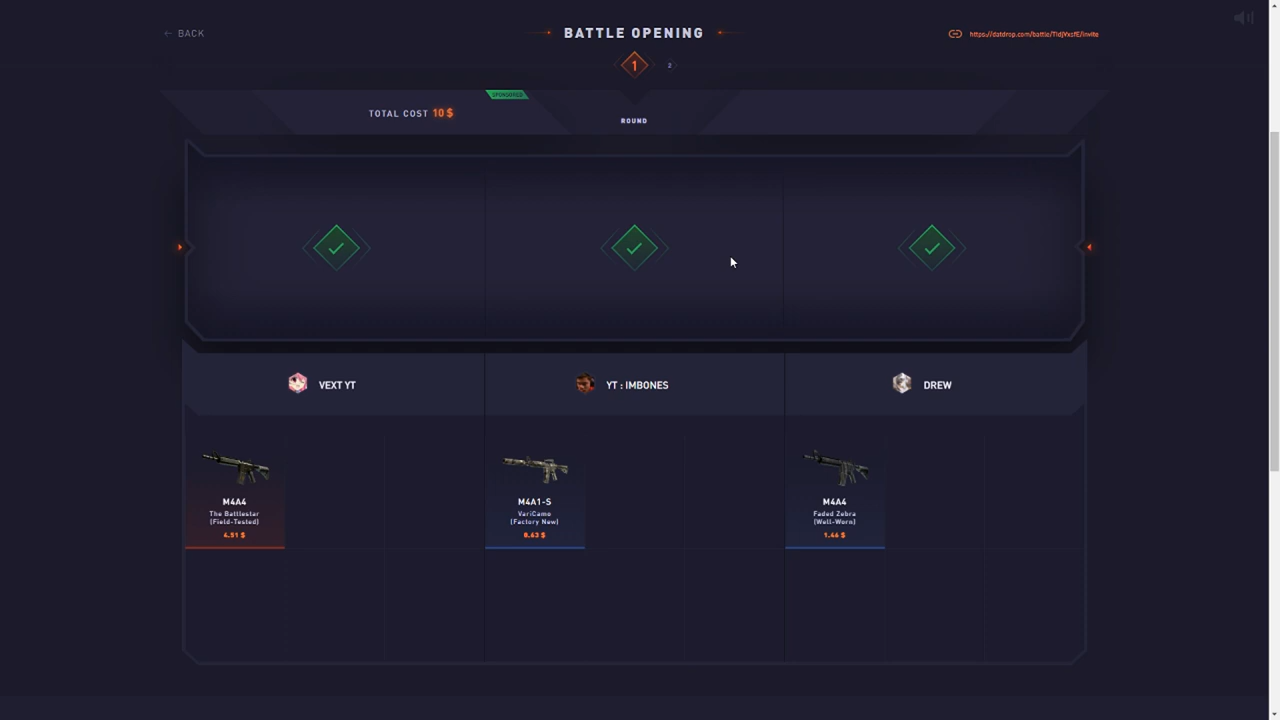 ← BACK
BATTLE OPENING
https://datdrop.com/battle/TIdjVxsfE/invite
1
2
TOTAL COST 10 $
SPONSORED
ROUND
VEXT YT
YT : IMBONES
DREW
M4A4
The Battlestar
(Field-Tested)
6.51 $
M4A1-S
VariCamo
(Factory New)
0.63 $
M4A4
Faded Zebra
(Well-Worn)
1.46 $